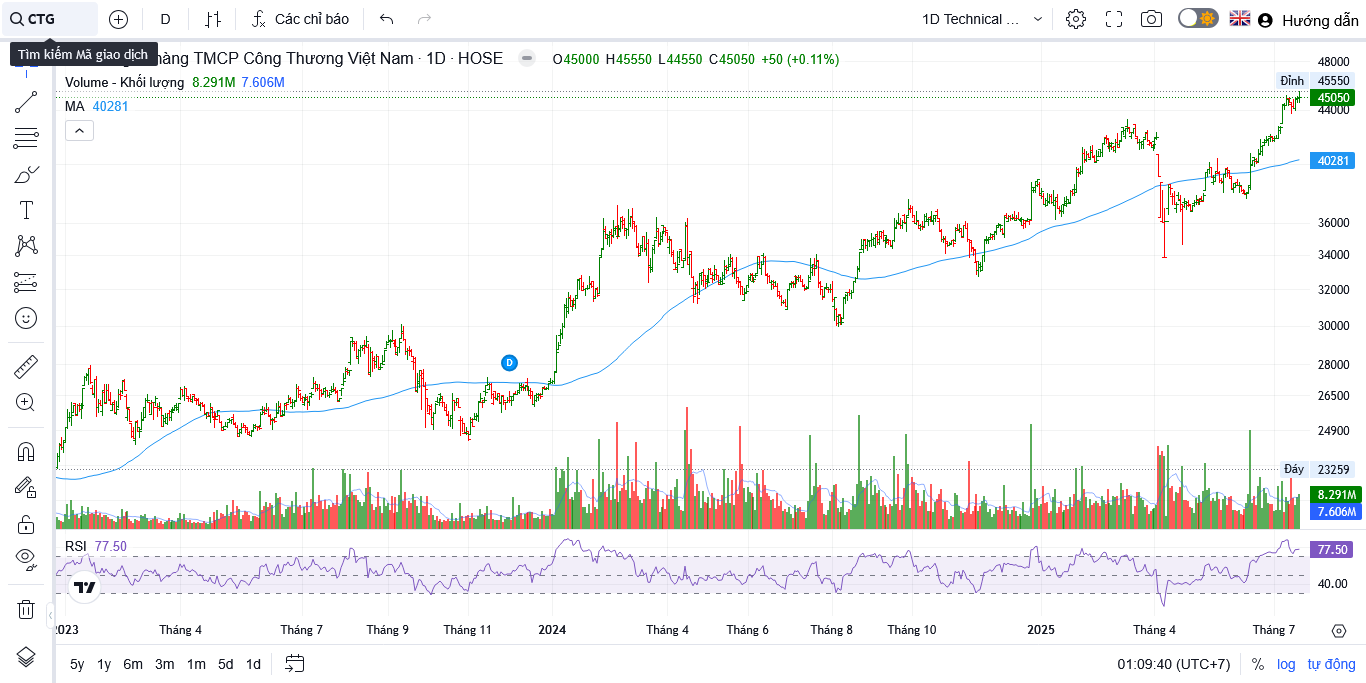 CTG
D
Các chỉ báo
1D Technical ...
Hướng dẫn
Tìm kiếm Mã giao dịch
hàng TMCP Công Thương Việt Nam · 1D · HOSE
O45000 H45550 L44550 C45050 +50 (+0.11%)
Volume - Khối lượng 8.291M 7.606M
MA 40281
48000
Đỉnh 45550
45050
44000
40281
36000
34000
32000
30000
28000
26500
24900
Đáy 23259
8.291M
7.606M
D
RSI 77.50
77.50
40.00
2023 Tháng 4 Tháng 7 Tháng 9 Tháng 11 2024 Tháng 4 Tháng 6 Tháng 8 Tháng 10 2025 Tháng 4 Tháng 7
5y 1y 6m 3m 1m 5d 1d
01:09:40 (UTC+7) % log tự động